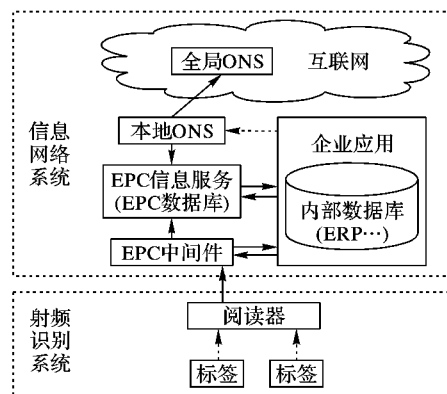 全局ONS
互联网
信息
网络
系统
本地ONS
企业应用
EPC信息服务
(EPC数据库)
内部数据库
(ERP…)
EPC中间件
射频
识别
系统
阅读器
标签
标签